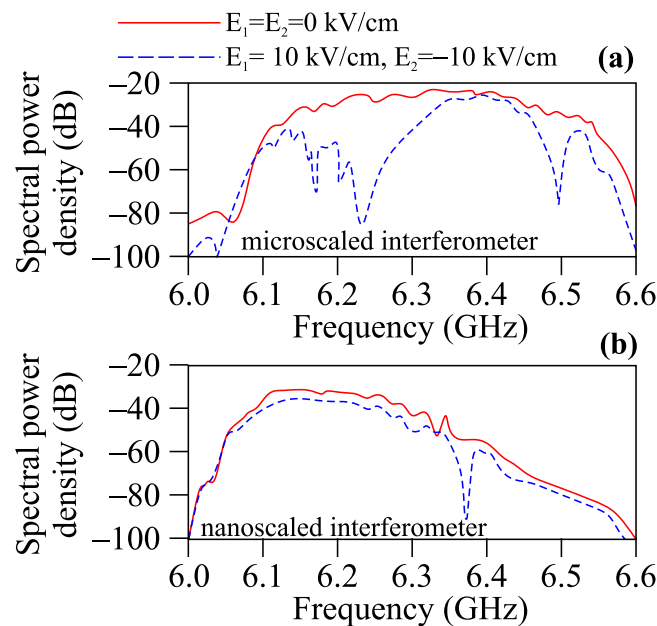 E₁=E₂=0 kV/cm
E₁= 10 kV/cm, E₂=−10 kV/cm
(a)
Spectral power
density (dB)
−20
−40
−60
−80
−100
microscaled interferometer
6.0 6.1 6.2 6.3 6.4 6.5 6.6
Frequency (GHz)
(b)
Spectral power
density (dB)
−20
−40
−60
−80
−100
nanoscaled interferometer
6.0 6.1 6.2 6.3 6.4 6.5 6.6
Frequency (GHz)